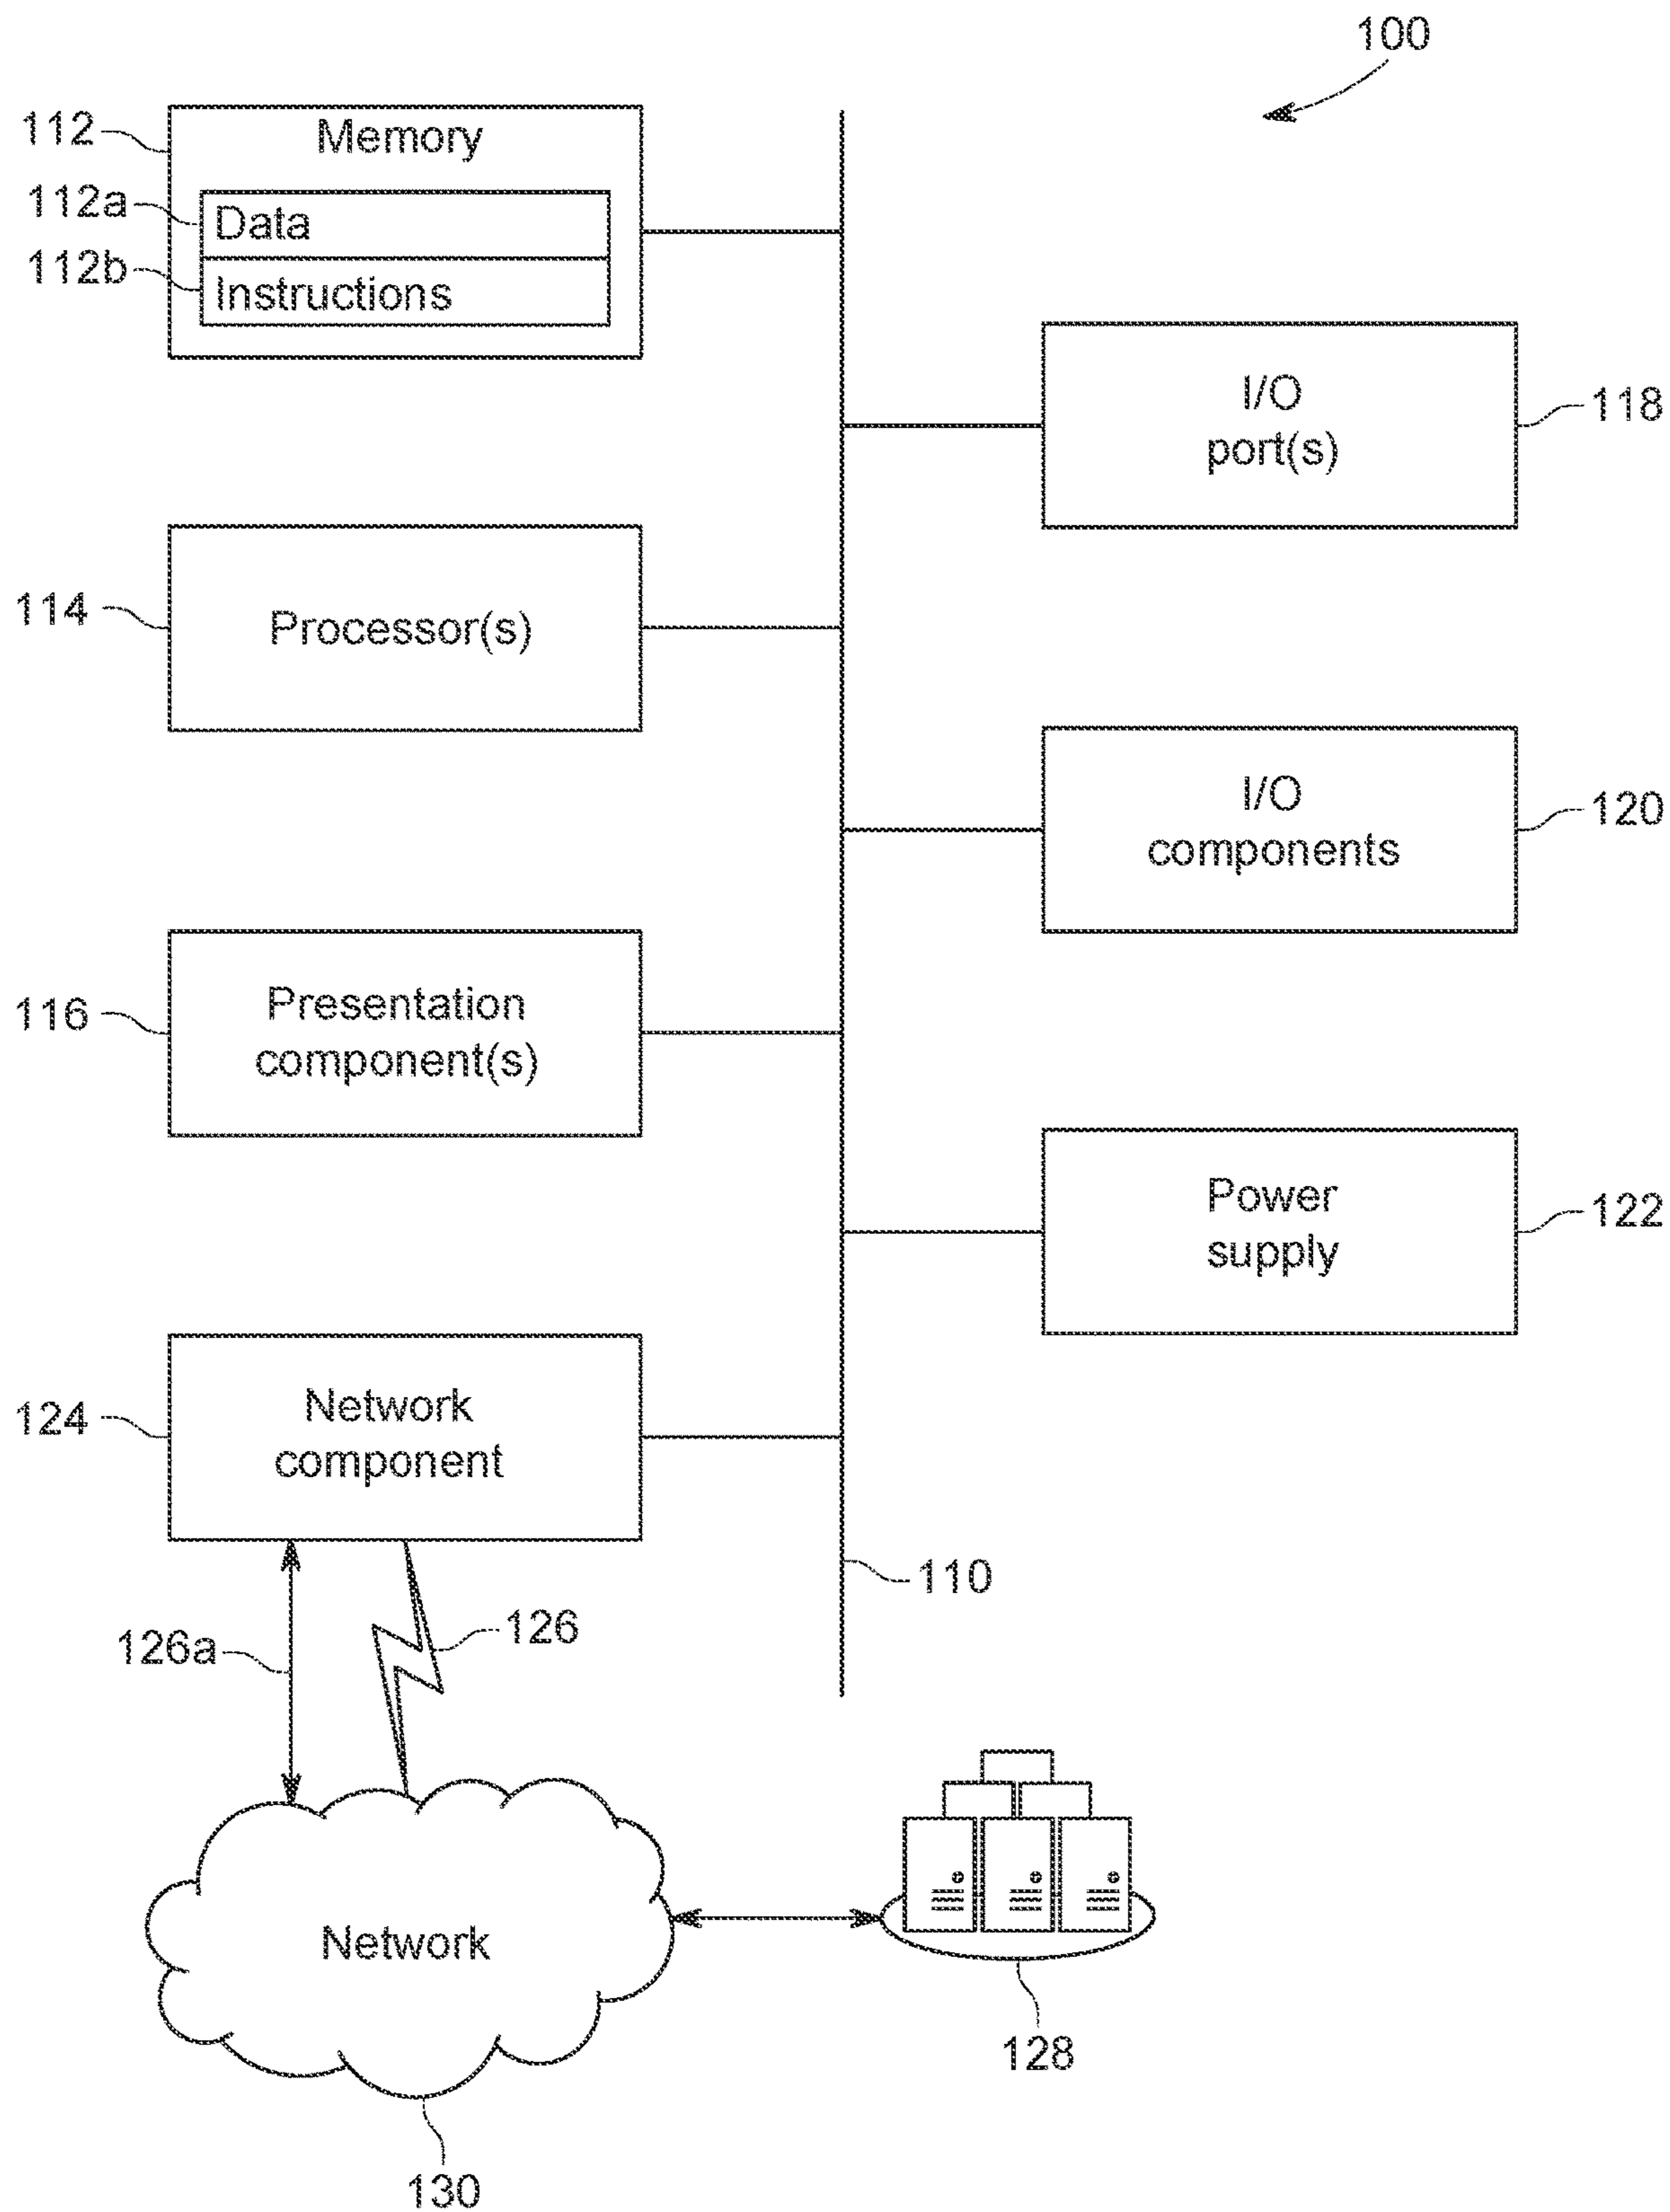 100
112
Memory
112a
Data
112b
Instructions
I/O
port(s)
118
114
Processor(s)
I/O
components
120
116
Presentation
component(s)
Power
supply
122
124
Network
component
110
126a
126
Network
128
130